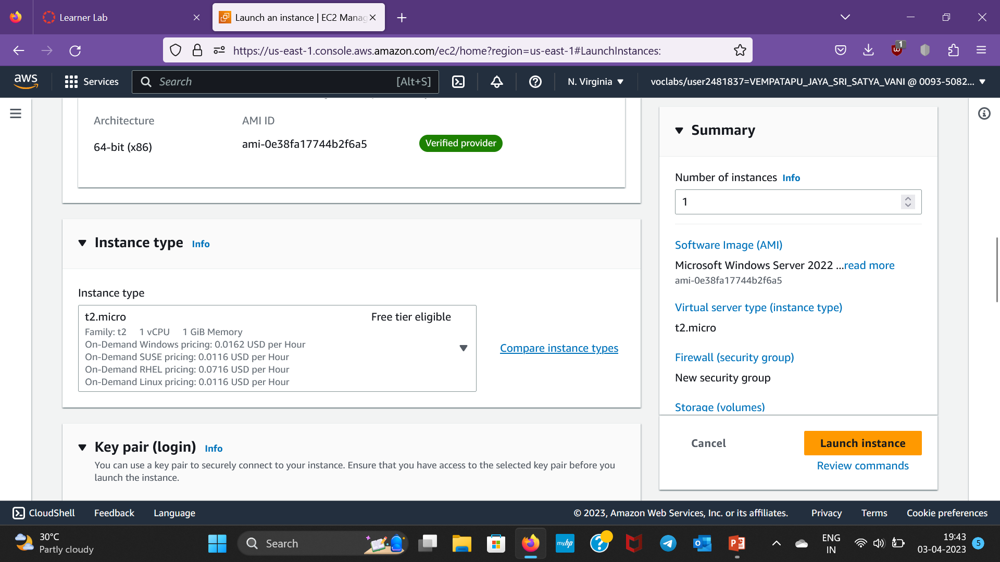 Learner Lab
Launch an instance | EC2 Manag
https://us-east-1.console.aws.amazon.com/ec2/home?region=us-east-1#LaunchInstances:
1
aws
Services
Search
[Alt+S]
N. Virginia
voclabs/user2481837=VEMPATAPU_JAYA_SRI_SATYA_VANI @ 0093-5082...
Architecture
AMI ID
64-bit (x86)
ami-0e38fa17744b2f6a5
Verified provider
Instance type Info
Instance type
t2.micro
Free tier eligible
Family: t2 1 vCPU 1 GiB Memory
On-Demand Windows pricing: 0.0162 USD per Hour
On-Demand SUSE pricing: 0.0116 USD per Hour
On-Demand RHEL pricing: 0.0716 USD per Hour
On-Demand Linux pricing: 0.0116 USD per Hour
Compare instance types
Key pair (login) Info
You can use a key pair to securely connect to your instance. Ensure that you have access to the selected key pair before you
launch the instance.
Summary
Number of instances Info
1
Software Image (AMI)
Microsoft Windows Server 2022 ...read more
ami-0e38fa17744b2f6a5
Virtual server type (instance type)
t2.micro
Firewall (security group)
New security group
Storage (volumes)
Cancel
Launch instance
Review commands
CloudShell
Feedback
Language
© 2023, Amazon Web Services, Inc. or its affiliates.
Privacy
Terms
Cookie preferences
30°C
Partly cloudy
Search
myhp
ENG
IN
19:43
03-04-2023
5